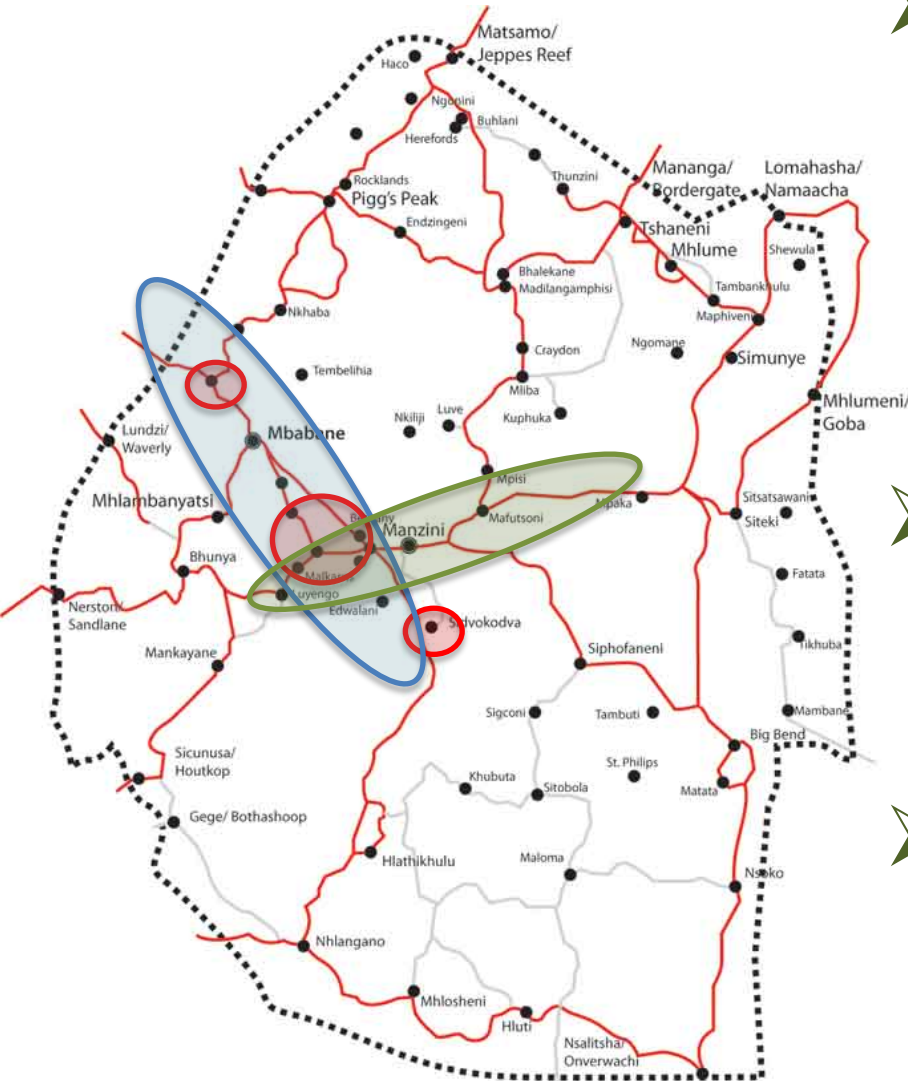 Matsamo/
Jeppes Reef
Haco
Ngonini
Buhlani
Herefords
Thunzini
Mananga/
Bordergate
Lomahasha/
Namaacha
Rocklands
Pigg's Peak
Endzingeni
Tshaneni
Mhlume
Shewula
Bhalekane
Madilangamphisi
Tambankhulu
Maphiveni
Nkhaba
Ngomane
Craydon
Simunye
Tembelihia
Mliba
Mhlumeni/
Goba
Nkiliji
Luve
Kuphuka
Lundzi/
Waverly
Mbabane
Mpisi
Mhlambanyatsi
Mpaka
Sitsatsawani
Mafutsoni
Siteki
Manzini
Bhunya
Malkerns
Fatata
Luyengo
Edwalani
Nerston/
Sandlane
Sidvokodva
Tikhuba
Mankayane
Siphofaneni
Sigconi
Tambuti
Mambane
Big Bend
Sicunusa/
Houtkop
St. Philips
Khubuta
Sitobola
Matata
Gege/ Bothashoop
Hlathikhulu
Maloma
Nsoko
Nhlangano
Mhlosheni
Hluti
Nsalitsha/
Onverwachi